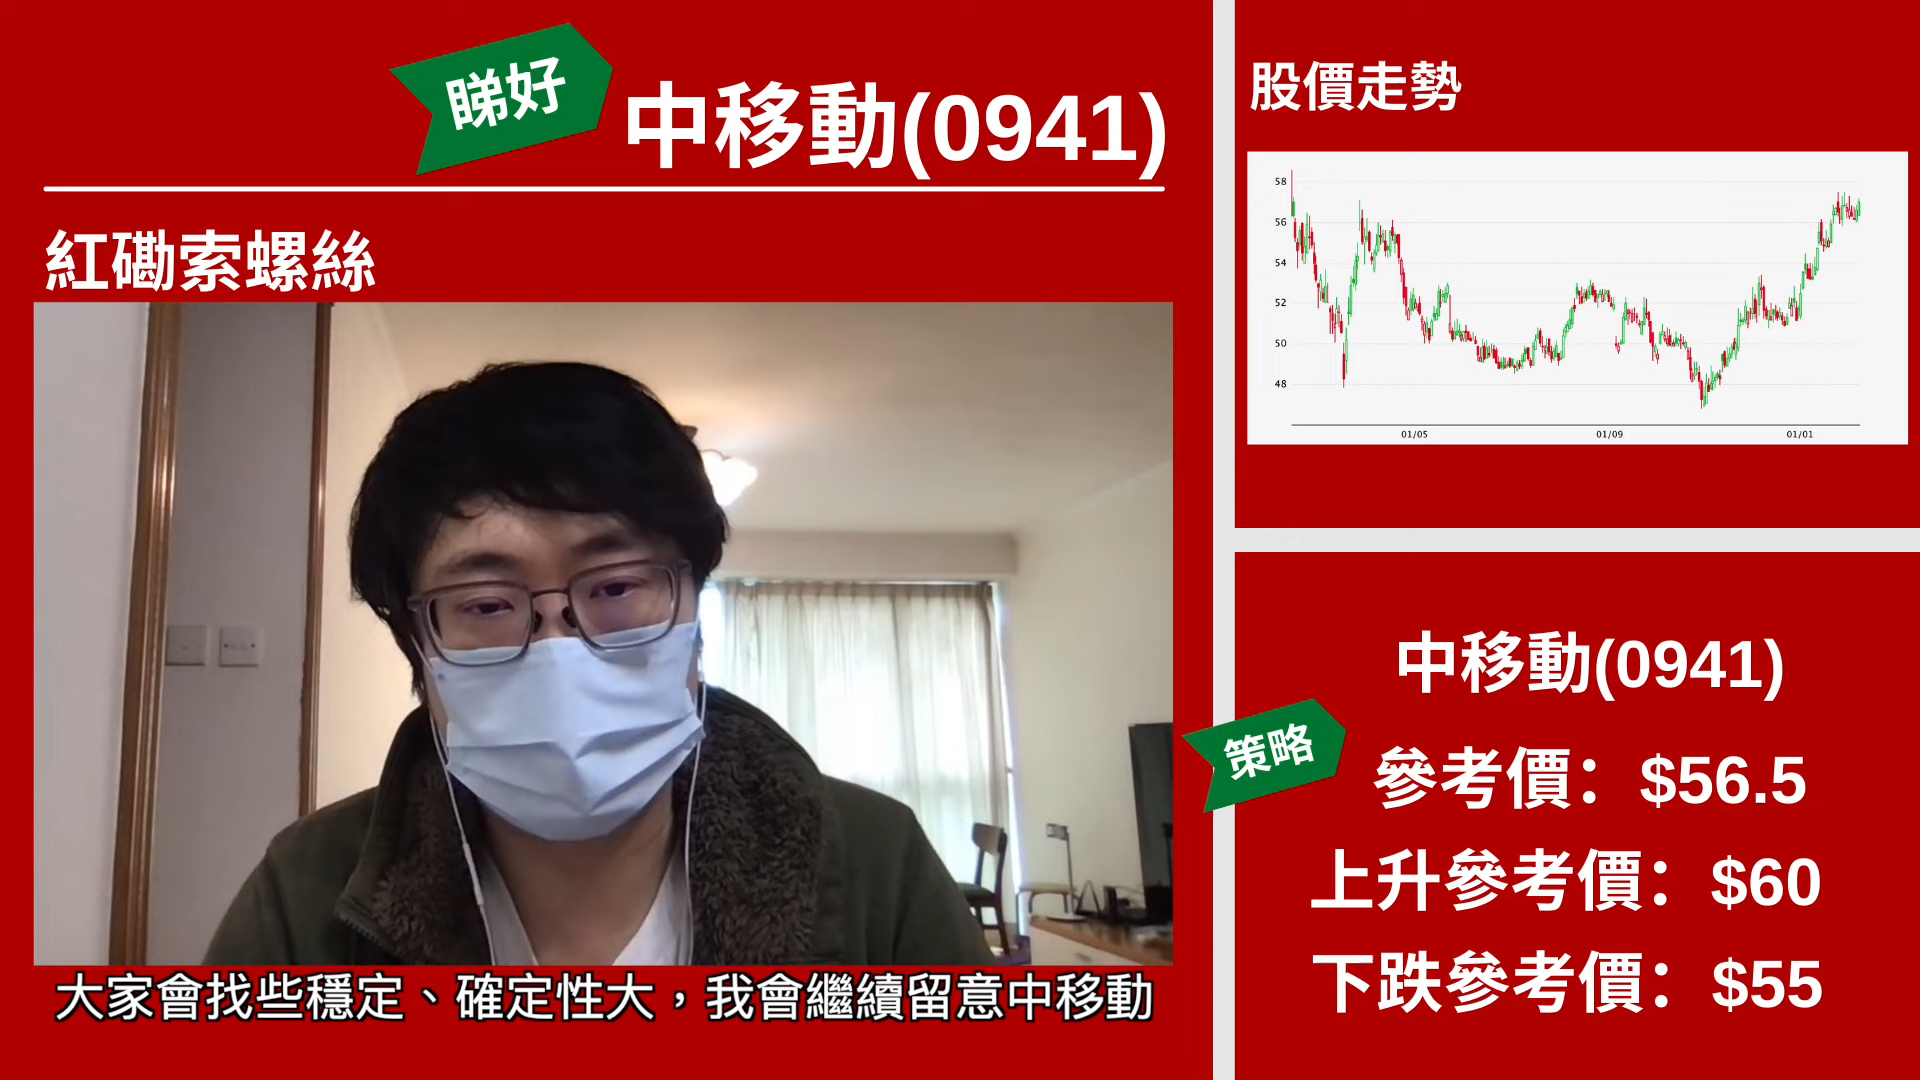 睇好
中移動(0941)
紅磡索螺絲
大家會找些穩定、確定性大，我會繼續留意中移動
股價走勢
58
56
54
52
50
48
01/05
01/09
01/01
中移動(0941)
策略
參考價：$56.5
上升參考價：$60
下跌參考價：$55